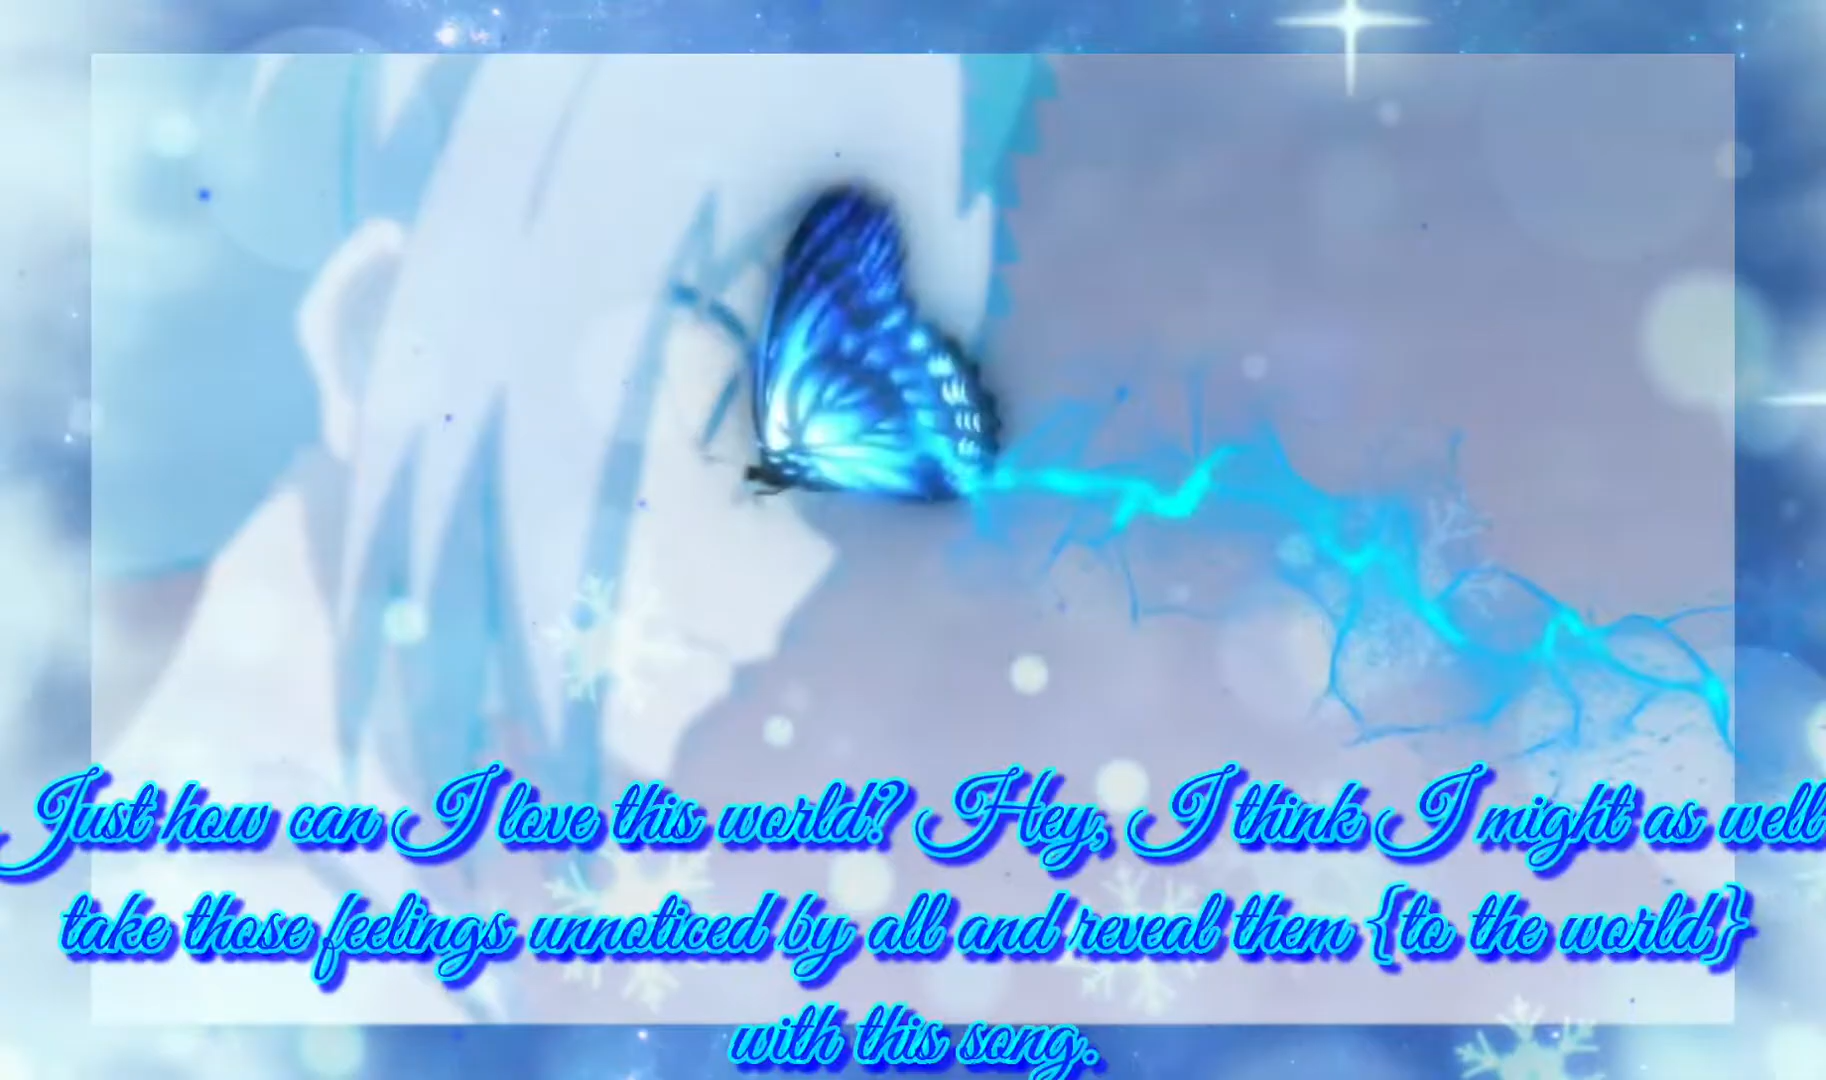 Just how can I love this world? Hey, I think I might as well
take those feelings unnoticed by all and reveal them {to the world}
with this song.